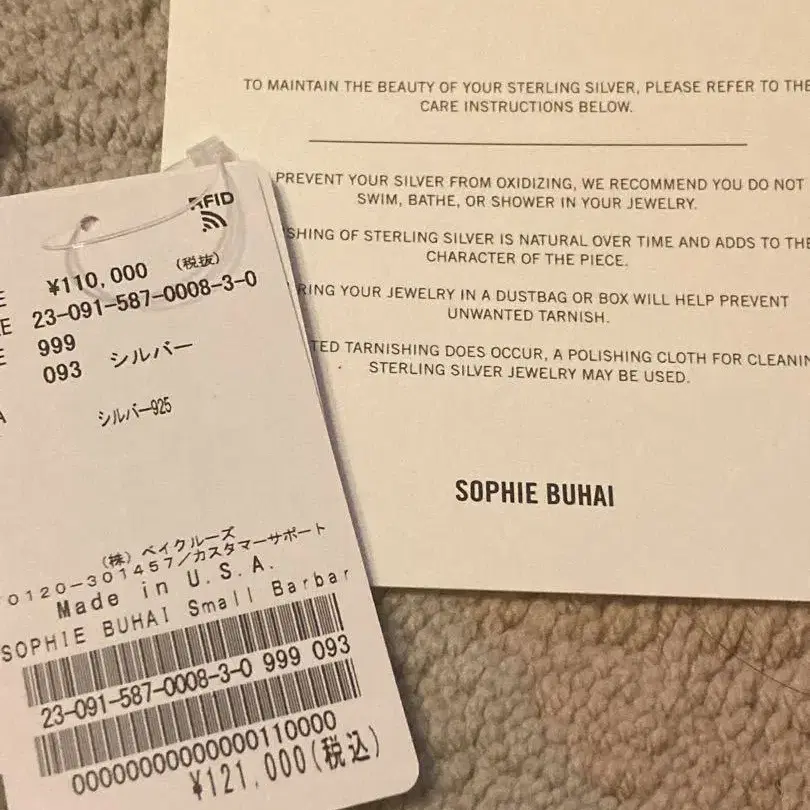 TO MAINTAIN THE BEAUTY OF YOUR STERLING SILVER, PLEASE REFER TO THE
CARE INSTRUCTIONS BELOW.
PREVENT YOUR SILVER FROM OXIDIZING, WE RECOMMEND YOU DO NOT
SWIM, BATHE, OR SHOWER IN YOUR JEWELRY.
SHING OF STERLING SILVER IS NATURAL OVER TIME AND ADDS TO THE
CHARACTER OF THE PIECE.
RING YOUR JEWELRY IN A DUSTBAG OR BOX WILL HELP PREVENT
UNWANTED TARNISH.
TED TARNISHING DOES OCCUR, A POLISHING CLOTH FOR CLEANIN
STERLING SILVER JEWELRY MAY BE USED.
SOPHIE BUHAI
RFID
E ¥110,000 (税抜)
E 23-091-587-0008-3-0
E 999
093 シルバー
A シルバー925
(株)ベイクルーズ
0120-301457/カスタマーサポート
Made in U.S.A.
SOPHIE BUHAI Small Barbar
23-091-587-0008-3-0 999 093
00000000000000110000
¥121,000(税込)